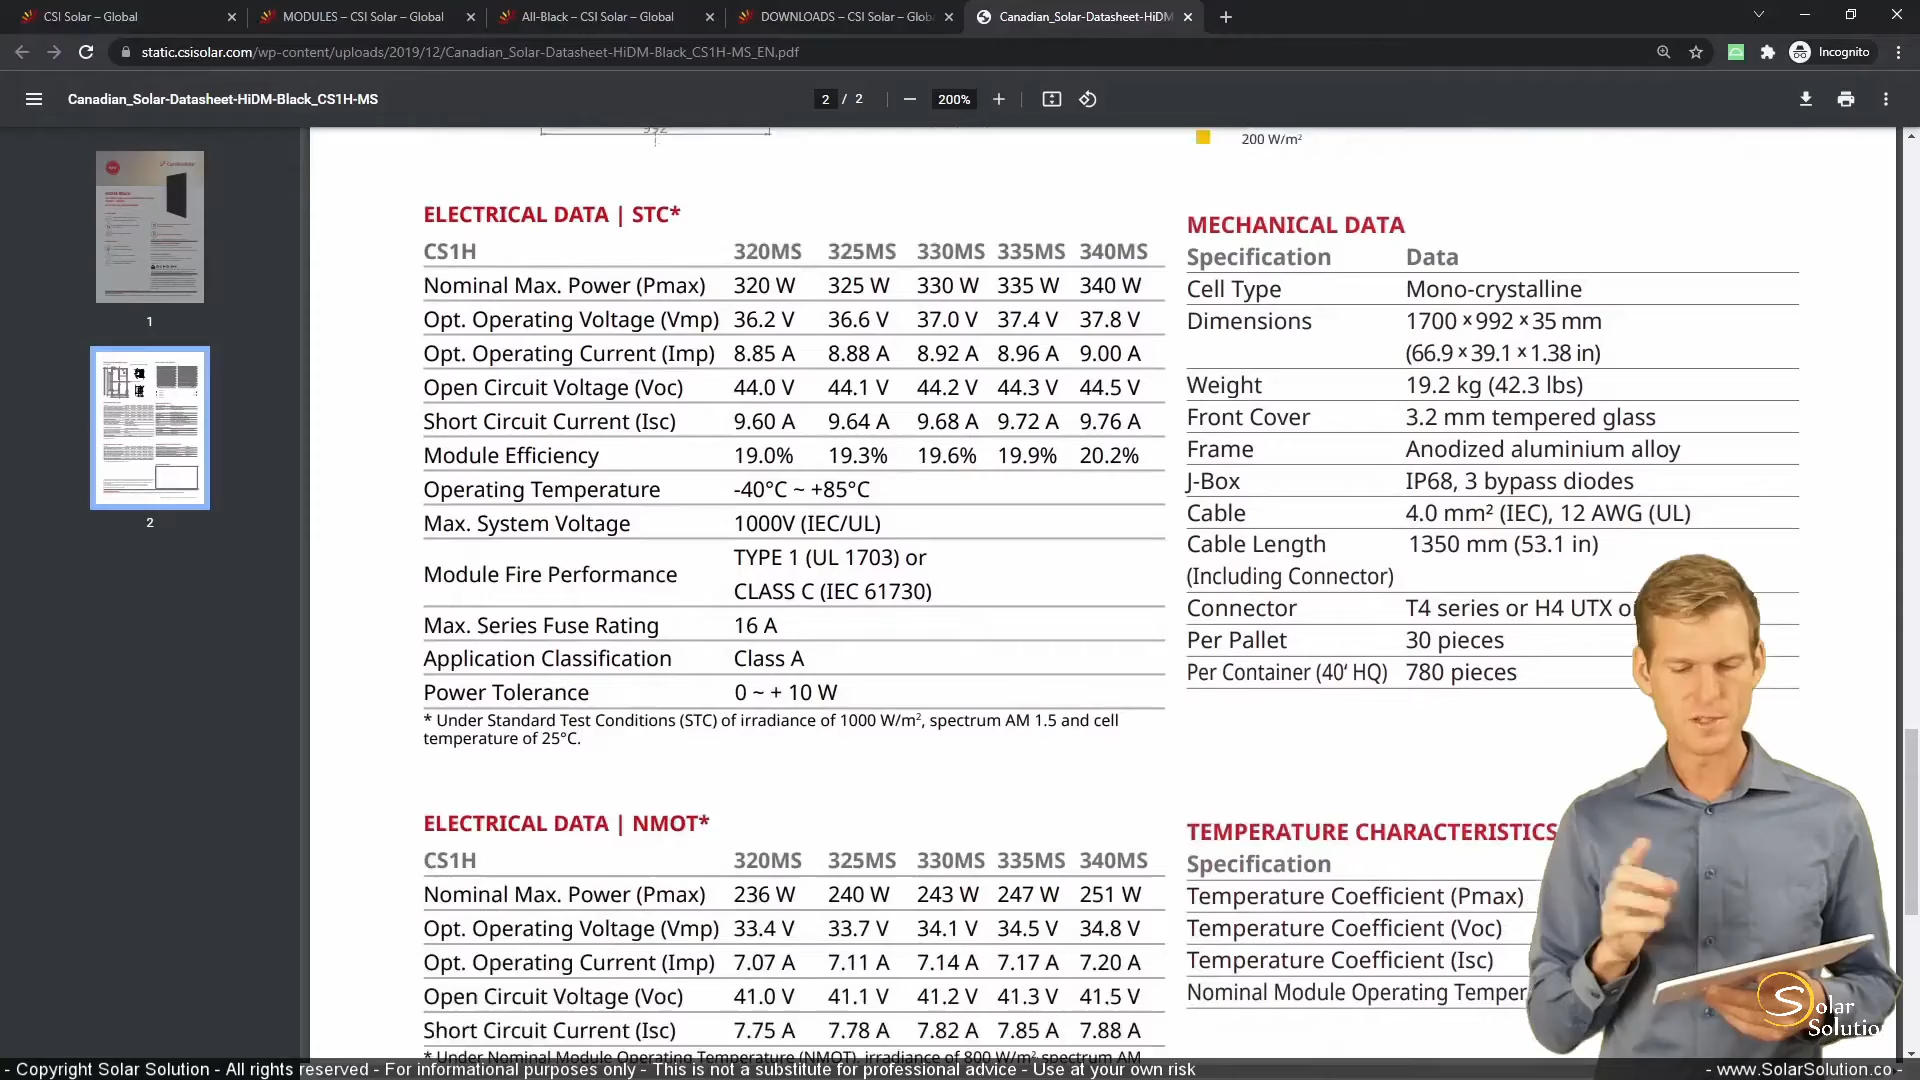 CSI Solar – Global
MODULES – CSI Solar – Global
All-Black – CSI Solar – Global
DOWNLOADS – CSI Solar – Globa
Canadian_Solar-Datasheet-HiDM
static.csisolar.com/wp-content/uploads/2019/12/Canadian_Solar-Datasheet-HiDM-Black_CS1H-MS_EN.pdf
Incognito
Canadian_Solar-Datasheet-HiDM-Black_CS1H-MS
2 / 2
200%
1
2
992
200 W/m²
ELECTRICAL DATA | STC*
CS1H 320MS 325MS 330MS 335MS 340MS
Nominal Max. Power (Pmax) 320 W 325 W 330 W 335 W 340 W
Opt. Operating Voltage (Vmp) 36.2 V 36.6 V 37.0 V 37.4 V 37.8 V
Opt. Operating Current (Imp) 8.85 A 8.88 A 8.92 A 8.96 A 9.00 A
Open Circuit Voltage (Voc) 44.0 V 44.1 V 44.2 V 44.3 V 44.5 V
Short Circuit Current (Isc) 9.60 A 9.64 A 9.68 A 9.72 A 9.76 A
Module Efficiency 19.0% 19.3% 19.6% 19.9% 20.2%
Operating Temperature -40°C ~ +85°C
Max. System Voltage 1000V (IEC/UL)
Module Fire Performance TYPE 1 (UL 1703) or
CLASS C (IEC 61730)
Max. Series Fuse Rating 16 A
Application Classification Class A
Power Tolerance 0 ~ + 10 W
* Under Standard Test Conditions (STC) of irradiance of 1000 W/m², spectrum AM 1.5 and cell
temperature of 25°C.
MECHANICAL DATA
Specification Data
Cell Type Mono-crystalline
Dimensions 1700 x 992 x 35 mm
(66.9 x 39.1 x 1.38 in)
Weight 19.2 kg (42.3 lbs)
Front Cover 3.2 mm tempered glass
Frame Anodized aluminium alloy
J-Box IP68, 3 bypass diodes
Cable 4.0 mm² (IEC), 12 AWG (UL)
Cable Length 1350 mm (53.1 in)
(Including Connector)
Connector T4 series or H4 UTX o
Per Pallet 30 pieces
Per Container (40' HQ) 780 pieces
ELECTRICAL DATA | NMOT*
CS1H 320MS 325MS 330MS 335MS 340MS
Nominal Max. Power (Pmax) 236 W 240 W 243 W 247 W 251 W
Opt. Operating Voltage (Vmp) 33.4 V 33.7 V 34.1 V 34.5 V 34.8 V
Opt. Operating Current (Imp) 7.07 A 7.11 A 7.14 A 7.17 A 7.20 A
Open Circuit Voltage (Voc) 41.0 V 41.1 V 41.2 V 41.3 V 41.5 V
Short Circuit Current (Isc) 7.75 A 7.78 A 7.82 A 7.85 A 7.88 A
* Under Nominal Module Operating Temperature (NMOT), irradiance of 800 W/m² spectrum AM
TEMPERATURE CHARACTERISTICS
Specification
Temperature Coefficient (Pmax)
Temperature Coefficient (Voc)
Temperature Coefficient (Isc)
Nominal Module Operating Temper
Solar
Solution
- Copyright Solar Solution - All rights reserved - For informational purposes only - This is not a substitute for professional advice - Use at your own risk
- www.SolarSolution.co -